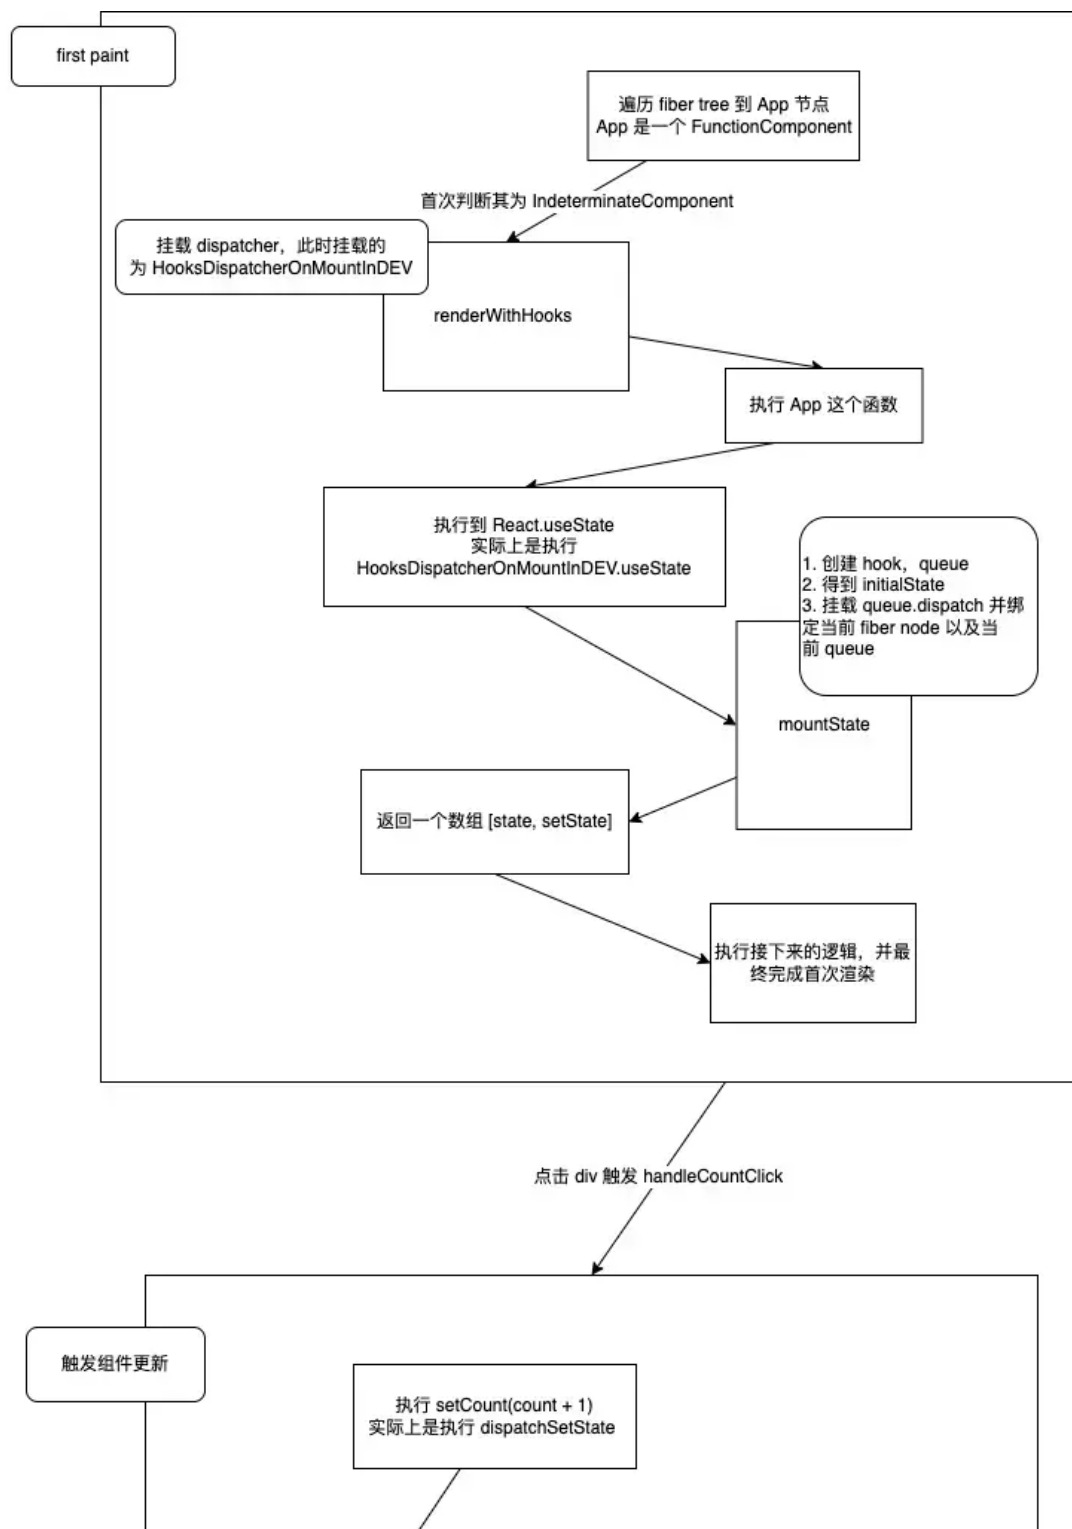 first paint
遍历 fiber tree 到 App 节点
App 是一个 FunctionComponent
首次判断其为 IndeterminateComponent
挂载 dispatcher，此时挂载的
为 HooksDispatcherOnMountInDEV
renderWithHooks
执行 App 这个函数
执行到 React.useState
实际上是执行
HooksDispatcherOnMountInDEV.useState
1. 创建 hook，queue
2. 得到 initialState
3. 挂载 queue.dispatch 并绑
定当前 fiber node 以及当
前 queue
mountState
返回一个数组 [state, setState]
执行接下来的逻辑，并最
终完成首次渲染
点击 div 触发 handleCountClick
触发组件更新
执行 setCount(count + 1)
实际上是执行 dispatchSetState